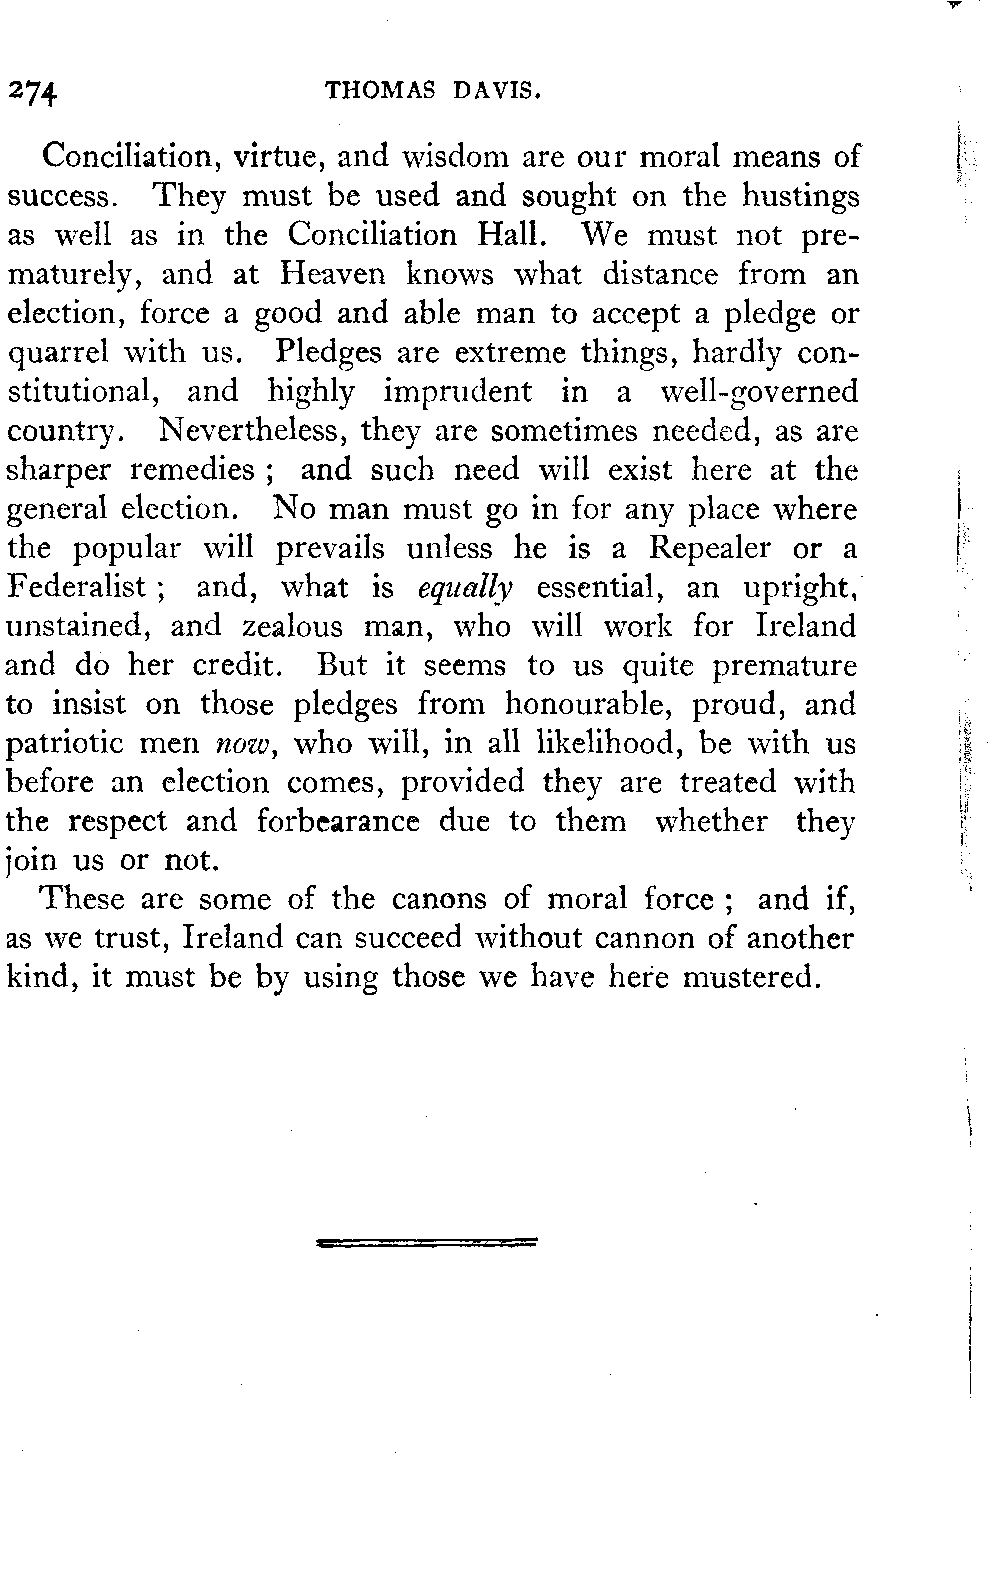 274 THOMAS DAVIS.
Conciliation, virtue, and wisdom are our moral means of
success. They must be used and sought on the hustings
as well as in the Conciliation Hall. We must not pre-
maturely, and at Heaven knows what distance from an
election, force a good and able man to accept a pledge or
quarrel with us. Pledges are extreme things, hardly con-
stitutional, and highly imprudent in a well-governed
country. Nevertheless, they are sometimes needed, as are
sharper remedies ; and such need will exist here at the
general election. No man must go in for any place where
the popular will prevails unless he is a Repealer or a
Federalist ; and, what is equally essential, an upright,
unstained, and zealous man, who will work for Ireland
and do her credit. But it seems to us quite premature
to insist on those pledges from honourable, proud, and
patriotic men now, who will, in all likelihood, be with us
before an election comes, provided they are treated with
the respect and forbearance due to them whether they
join us or not.
These are some of the canons of moral force ; and if,
as we trust, Ireland can succeed without cannon of another
kind, it must be by using those we have here mustered.